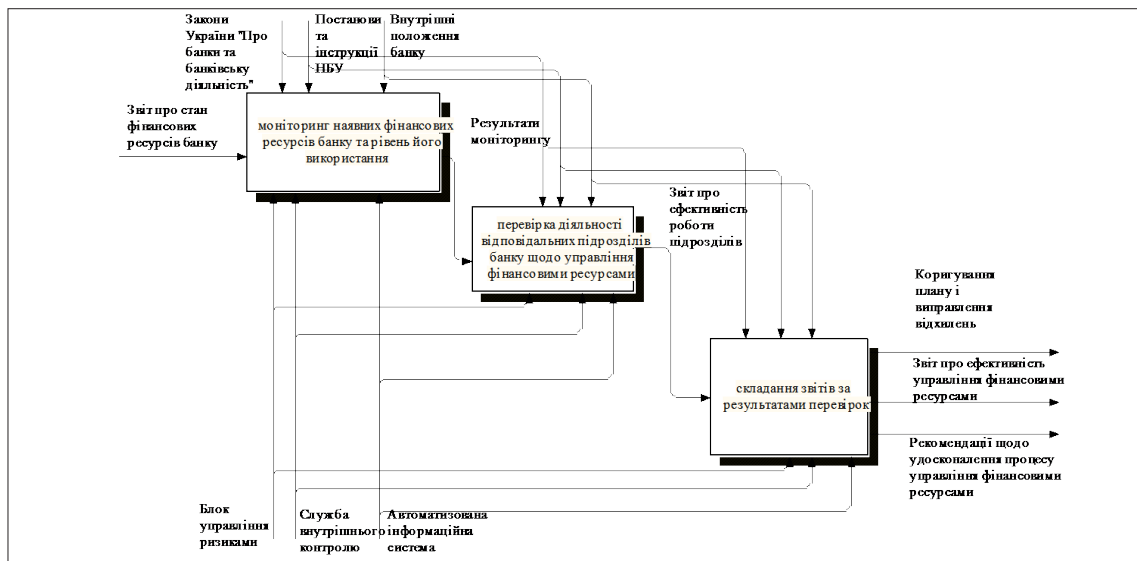 Закони
України "Про
банки та
банківську
діяльність"
Постанови
та
інструкції
НБУ
Внутрішні
положення
банку
Звіт про стан
фінансових
ресурсів банку
моніторинг наявних фінансових
ресурсів банку та рівень його
використання
Результати
моніторингу
перевірка діяльності
відповідальних підрозділів
банку щодо управління
фінансовими ресурсами
Звіт про
ефективність
роботи
підрозділів
складання звітів за
результатами перевірок
Коригування
плану і
виправлення
відхилень
Звіт про ефективність
управління фінансовими
ресурсами
Рекомендації щодо
удосконалення процесу
управління фінансовими
ресурсами
Блок
управління
ризиками
Служба
внутрішнього
контролю
Автоматизована
інформаційна
система